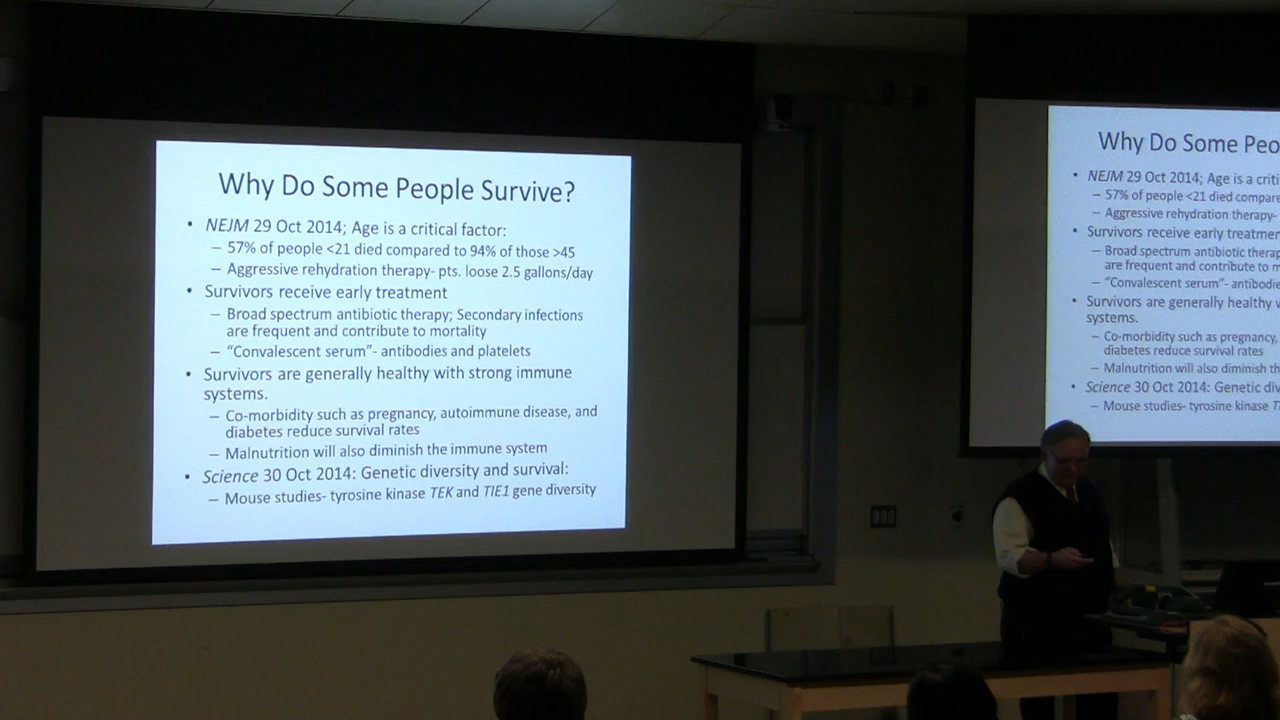 Why Do Some People Survive?
• NEJM 29 Oct 2014; Age is a critical factor:
– 57% of people <21 died compared to 94% of those >45
– Aggressive rehydration therapy- pts. loose 2.5 gallons/day
• Survivors receive early treatment
– Broad spectrum antibiotic therapy; Secondary infections
are frequent and contribute to mortality
– “Convalescent serum”- antibodies and platelets
• Survivors are generally healthy with strong immune
systems.
– Co-morbidity such as pregnancy, autoimmune disease, and
diabetes reduce survival rates
– Malnutrition will also diminish the immune system
• Science 30 Oct 2014: Genetic diversity and survival:
– Mouse studies- tyrosine kinase TEK and TIE1 gene diversity
Why Do Some Peo
• NEJM 29 Oct 2014; Age is a criti
– 57% of people <21 died compare
– Aggressive rehydration therapy-
• Survivors receive early treatmen
– Broad spectrum antibiotic therap
are frequent and contribute to m
– “Convalescent serum”- antibodie
• Survivors are generally healthy w
systems.
– Co-morbidity such as pregnancy,
diabetes reduce survival rates
– Malnutrition will also diminish th
• Science 30 Oct 2014: Genetic div
– Mouse studies- tyrosine kinase T